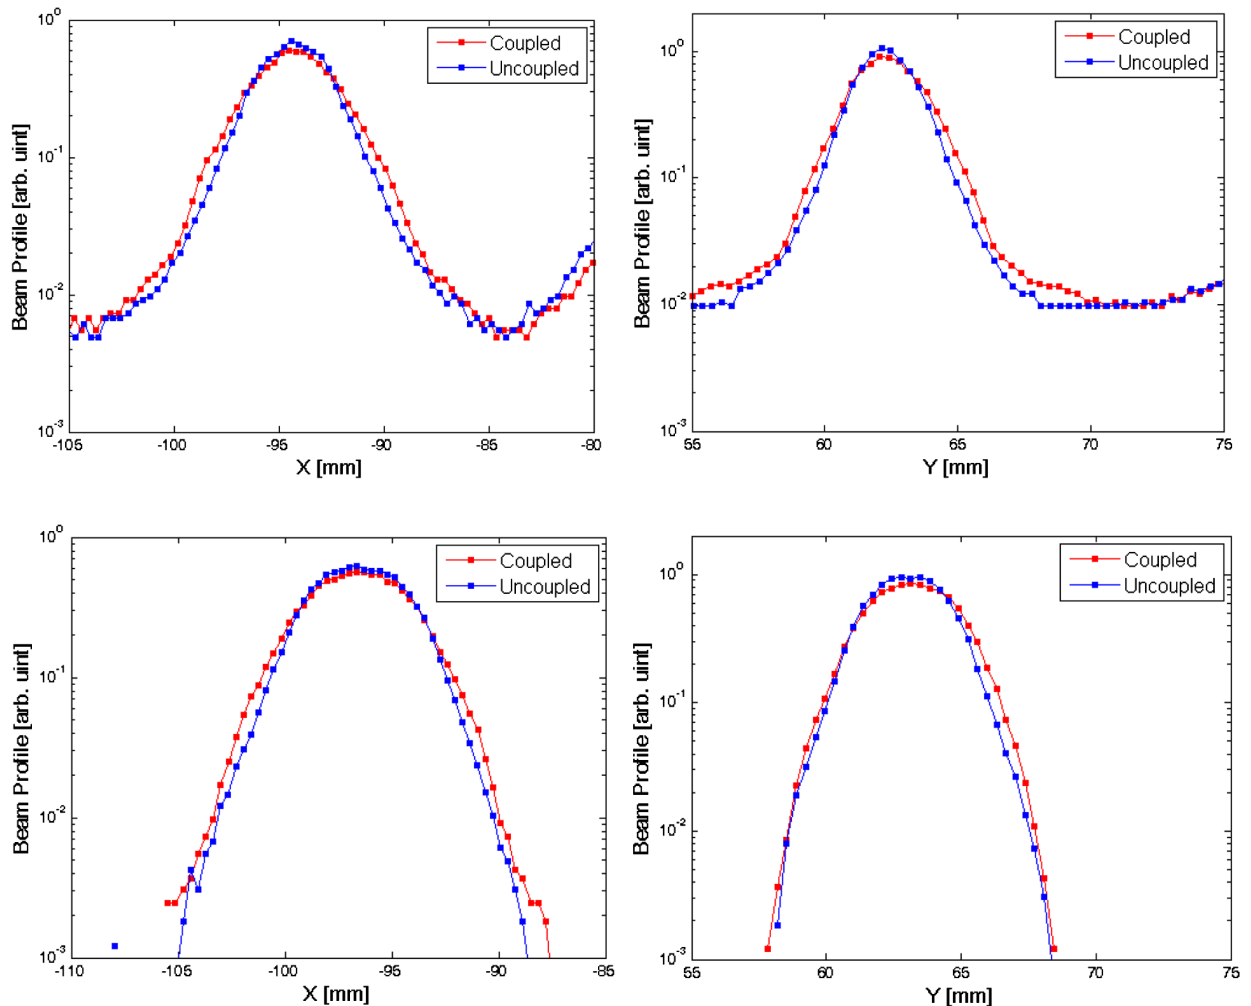 10⁰
10⁻¹
10⁻²
10⁻³
Beam Profile [arb. uint]
-105
-100
-95
-90
-85
-80
X [mm]
Coupled
Uncoupled
10⁰
10⁻¹
10⁻²
10⁻³
Beam Profile [arb. uint]
55
60
65
70
75
Y [mm]
Coupled
Uncoupled
10⁰
10⁻¹
10⁻²
10⁻³
Beam Profile [arb. uint]
-110
-105
-100
-95
-90
-85
X [mm]
Coupled
Uncoupled
10⁰
10⁻¹
10⁻²
10⁻³
Beam Profile [arb. uint]
55
60
65
70
75
Y [mm]
Coupled
Uncoupled